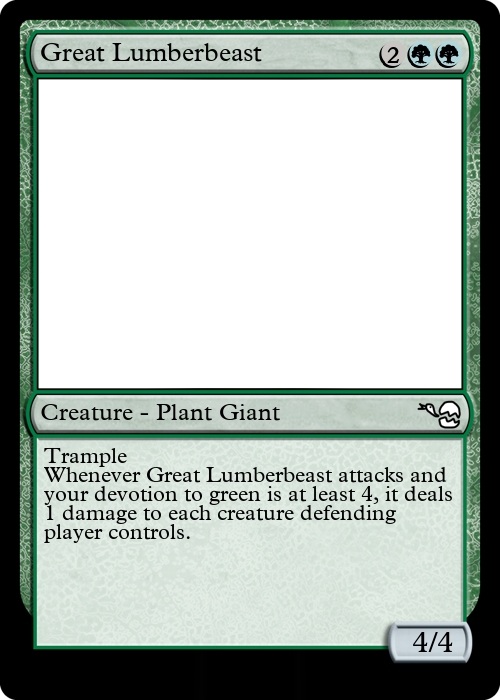 Great Lumberbeast 2
Creature - Plant Giant
Trample
Whenever Great Lumberbeast attacks and
your devotion to green is at least 4, it deals
1 damage to each creature defending
player controls.
4/4